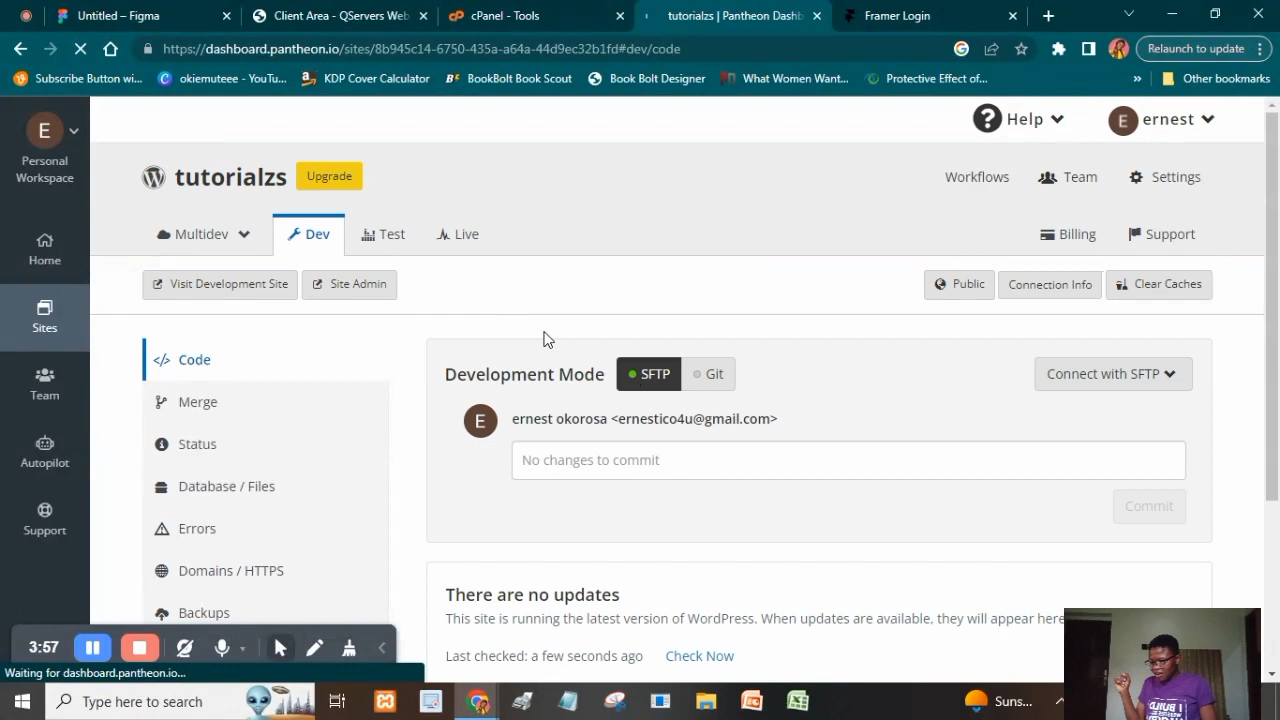 Untitled – Figma
Client Area - QServers Web
cPanel - Tools
tutorialzs | Pantheon Dashb
Framer Login
https://dashboard.pantheon.io/sites/8b945c14-6750-435a-a64a-44d9ec32b1fd#dev/code
Relaunch to update
Subscribe Button wi...
okiemuteee - YouTu...
KDP Cover Calculator
BookBolt Book Scout
Book Bolt Designer
What Women Want...
Protective Effect of...
»
Other bookmarks
E
Personal
Workspace
Home
Sites
Team
Autopilot
Support
? Help
E ernest
tutorialzs
Upgrade
Workflows
Team
Settings
Multidev
Dev
Test
Live
Billing
Support
Visit Development Site
Site Admin
Public
Connection Info
Clear Caches
</> Code
Merge
Status
Database / Files
Errors
Domains / HTTPS
Backups
Development Mode
SFTP
Git
Connect with SFTP
E
ernest okorosa <ernestico4u@gmail.com>
No changes to commit
Commit
There are no updates
This site is running the latest version of WordPress. When updates are available, they will appear here
Last checked: a few seconds ago
Check Now
3:57
Waiting for dashboard.pantheon.io...
Type here to search
Suns...